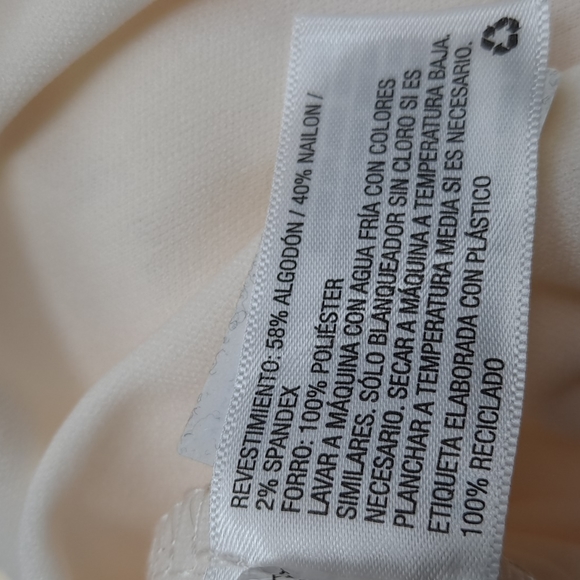 REVESTIMIENTO: 58% ALGODÓN / 40% NAILON /
2% SPANDEX
FORRO: 100% POLIÉSTER
LAVAR A MÁQUINA CON AGUA FRÍA CON COLORES
SIMILARES. SÓLO BLANQUEADOR SIN CLORO SI ES
NECESARIO. SECAR A MÁQUINA A TEMPERATURA BAJA.
PLANCHAR A TEMPERATURA MEDIA SI ES NECESARIO.
ETIQUETA ELABORADA CON PLÁSTICO
100% RECICLADO